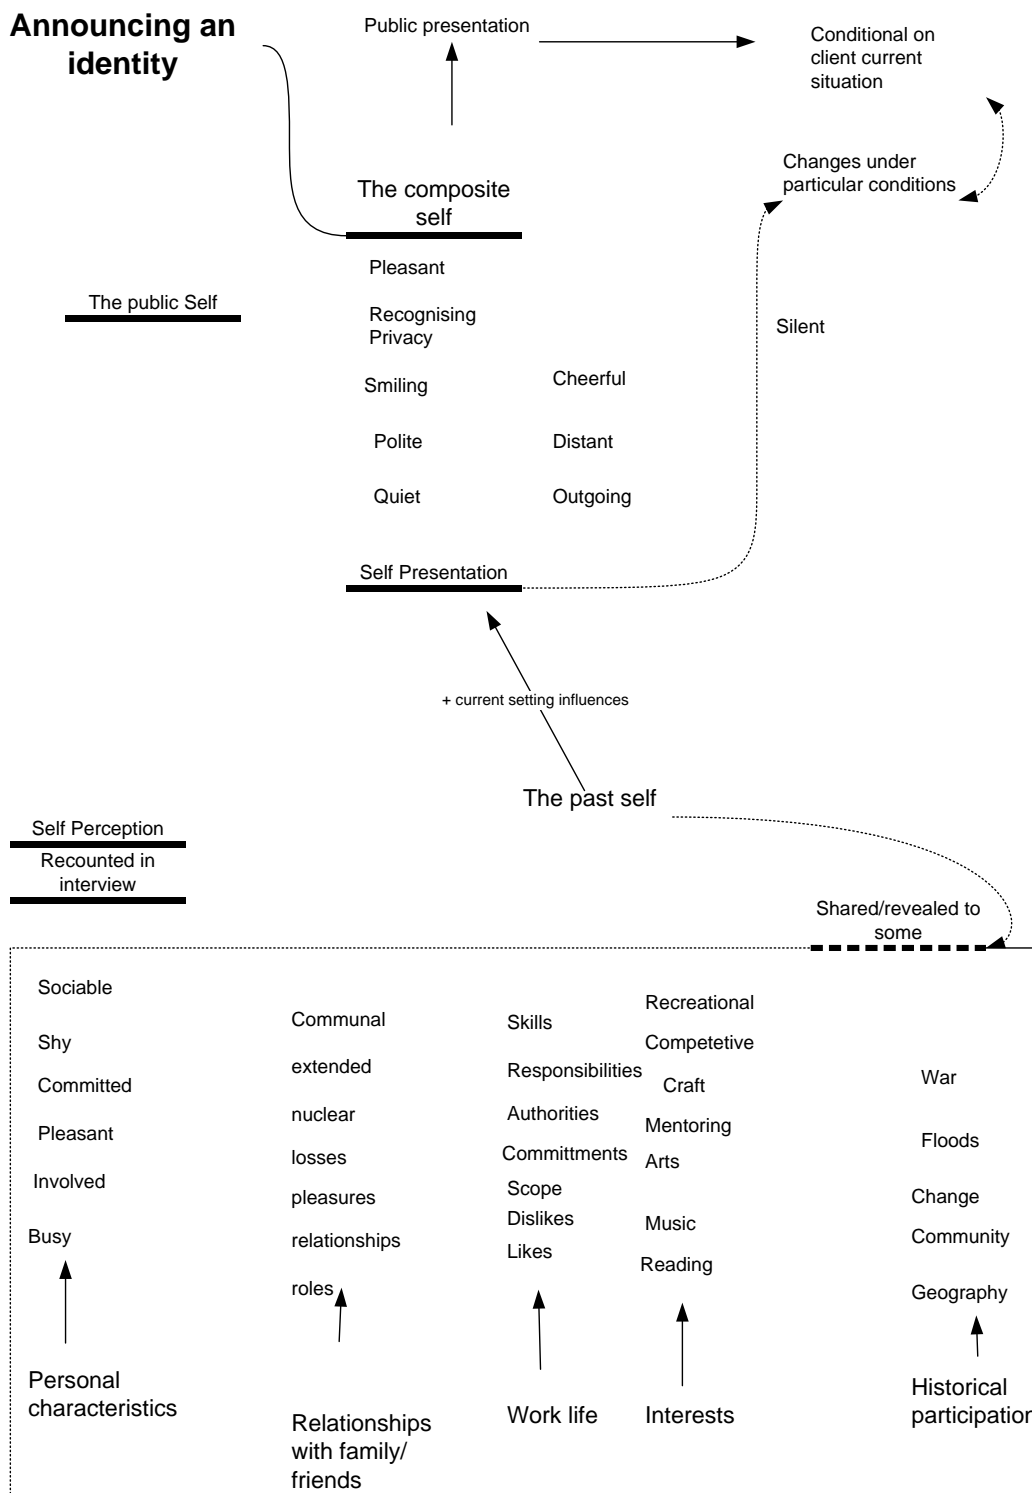 Announcing an
identity
Public presentation
Conditional on
client current
situation
Changes under
particular conditions
The composite
self
Pleasant
The public Self
Recognising
Privacy
Silent
Smiling
Cheerful
Polite
Distant
Quiet
Outgoing
Self Presentation
+ current setting influences
The past self
Self Perception
Recounted in
interview
Shared/revealed to
some
Sociable
Shy
Committed
Pleasant
Involved
Busy
Personal
characteristics
Communal
extended
nuclear
losses
pleasures
relationships
roles
Relationships
with family/
friends
Skills
Responsibilities
Authorities
Committments
Scope
Dislikes
Likes
Work life
Recreational
Competetive
Craft
Mentoring
Arts
Music
Reading
Interests
War
Floods
Change
Community
Geography
Historical
participation